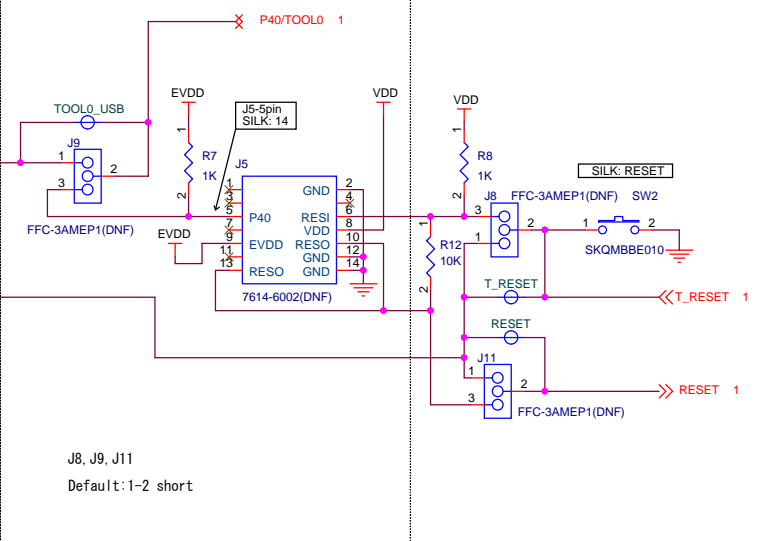 P40/TOOL0 1
EVDD
VDD
VDD
TOOL0_USB
J5-5pin
SILK: 14
J9
1
2
3
FFC-3AMEP1(DNF)
1
R7
1K
2
J5
1
3
5
7
9
11
13
P40
EVDD
RESO
GND
RESI
VDD
RESO
GND
GND
2
4
6
8
10
12
14
7614-6002(DNF)
EVDD
1
R8
1K
2
1
R12
10K
2
SILK: RESET
J8 FFC-3AMEP1(DNF) SW2
3
2
1
1
2
SKQMBBE010
T_RESET
T_RESET 1
RESET
J11
1
2
3
RESET 1
FFC-3AMEP1(DNF)
J8,J9,J11
Default:1-2 short